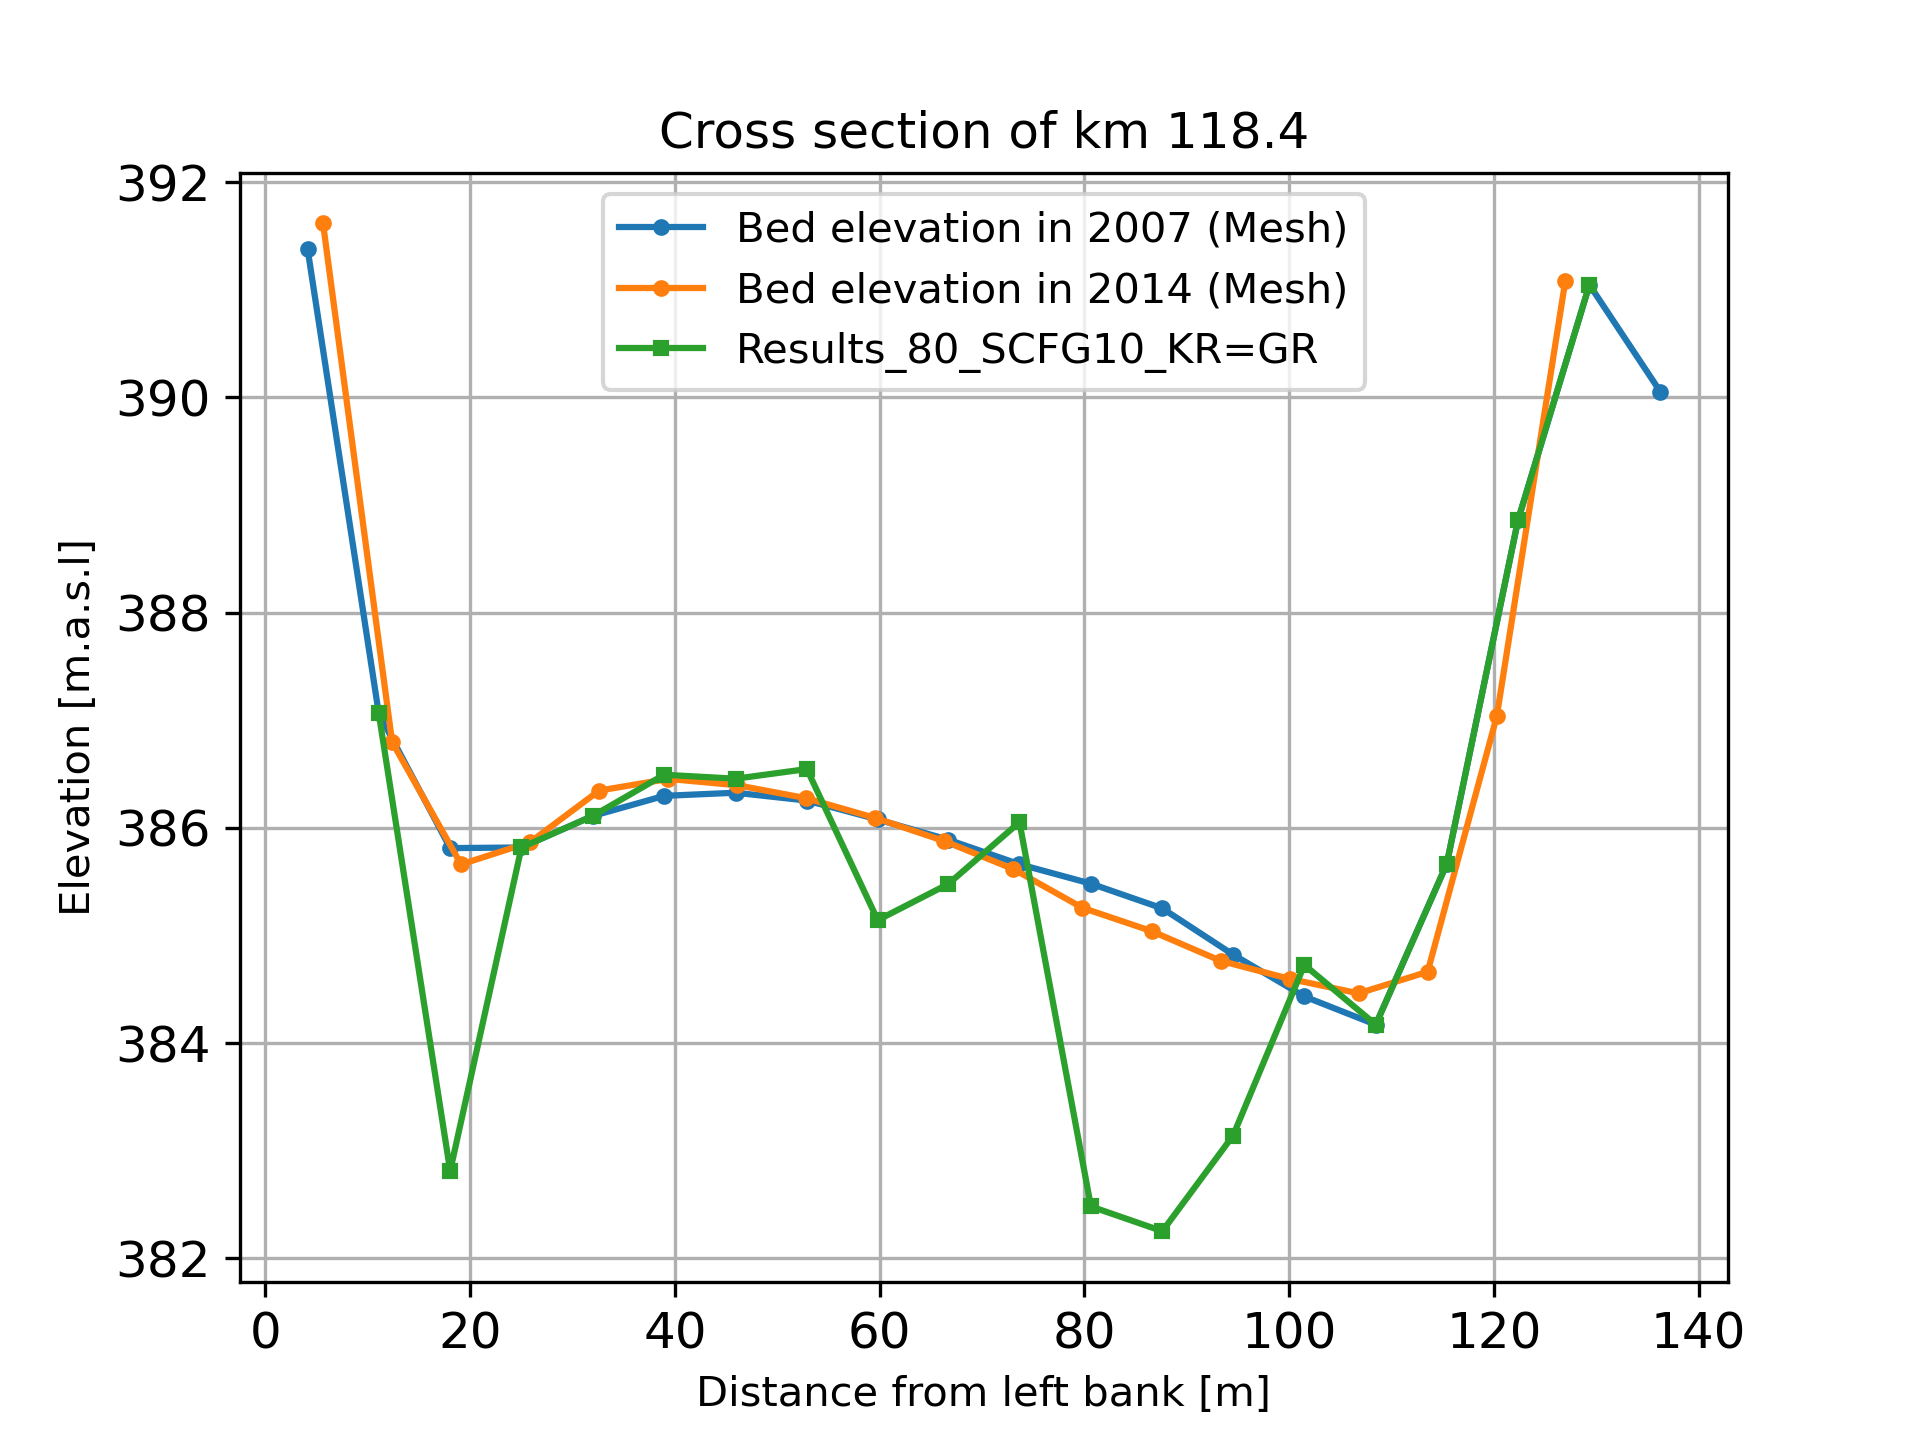 Cross section of km 118.4
Bed elevation in 2007 (Mesh)
Bed elevation in 2014 (Mesh)
Results_80_SCFG10_KR=GR
Elevation [m.a.s.l]
392
390
388
386
384
382
0 20 40 60 80 100 120 140
Distance from left bank [m]